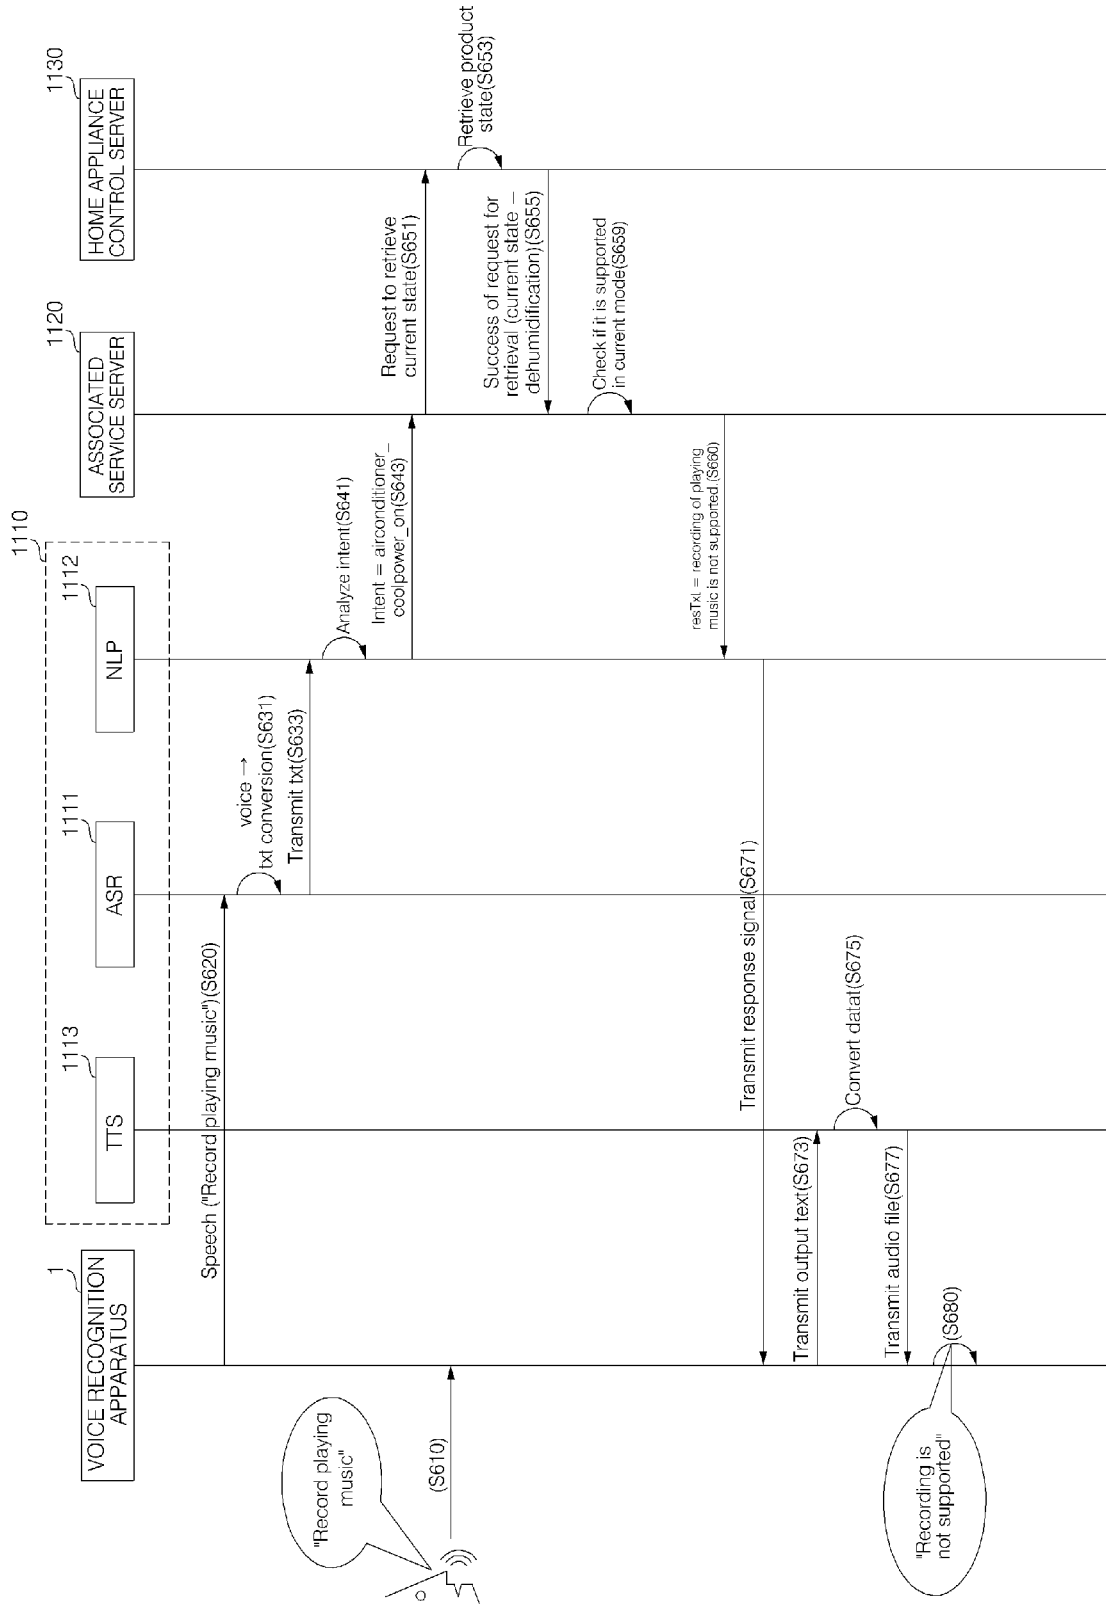 1110
1
1113
1111
1112
1120
1130
VOICE RECOGNITION
APPARATUS
TTS
ASR
NLP
ASSOCIATED
SERVICE SERVER
HOME APPLIANCE
CONTROL SERVER
Speech ("Record playing music")(S620)
voice →
txt conversion(S631)
Transmit txt(S633)
Analyze intent(S641)
Intent = airconditioner_
coolpower_on(S643)
Request to retrieve
current state(S651)
Retrieve product
state(S653)
"Record playing
music"
(S610)
Success of request for
retrieval (current state –
dehumidification)(S655)
Check if it is supported
in current mode(S659)
resTxL = recording of playing
music is not supported.(S660)
Transmit response signal(S671)
Transmit output text(S673)
Convert datat(S675)
Transmit audio file(S677)
(S680)
"Recording is
not supported"